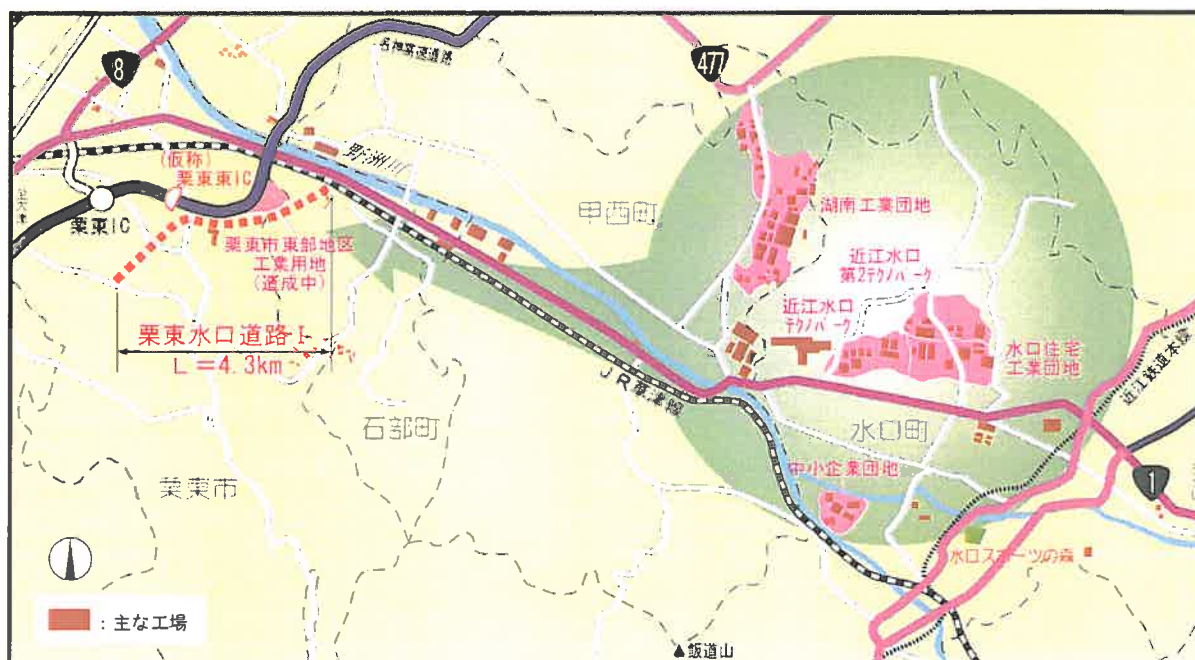 8
名神高速道路
477
(仮称)
栗東東IC
野洲川
栗東IC
甲西町
湖南工業団地
近江水口
第2テクノパーク
近江水口
テクノパーク
栗東市東部地区
工業用地
(造成中)
栗東水口道路I
L=4.3km
水口住宅
工業団地
近江鉄道本線
JR草津線
石部町
水口町
中小企業団地
1
栗東市
水口スポーツの森
:主な工場
▲飯道山